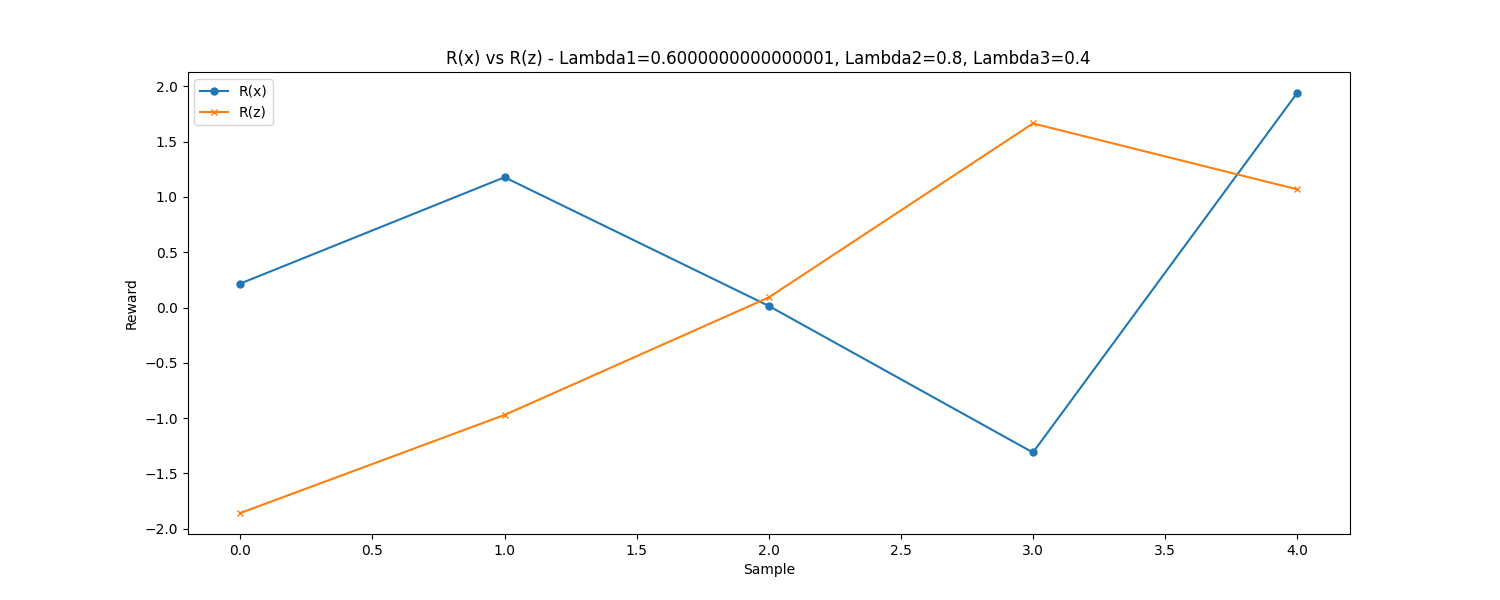 R(x) vs R(z) - Lambda1=0.6000000000000001, Lambda2=0.8, Lambda3=0.4
R(x)
R(z)
2.0
1.5
1.0
0.5
0.0
−0.5
−1.0
−1.5
−2.0
Reward
0.0 0.5 1.0 1.5 2.0 2.5 3.0 3.5 4.0
Sample